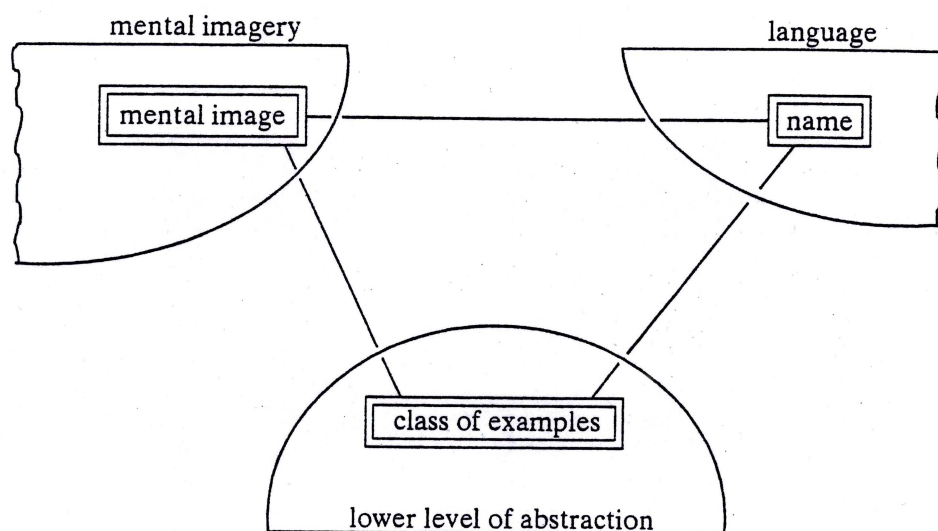 mental imagery
language
mental image
name
class of examples
lower level of abstraction